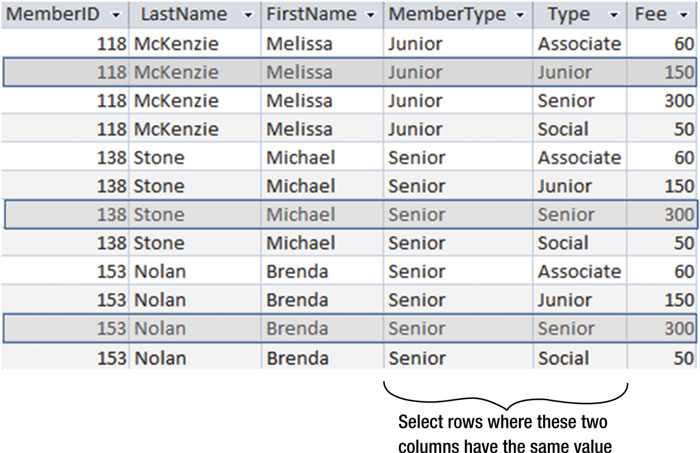 MemberID LastName FirstName MemberType Type Fee
118 McKenzie Melissa Junior Associate 60
118 McKenzie Melissa Junior Junior 150
118 McKenzie Melissa Junior Senior 300
118 McKenzie Melissa Junior Social 50
138 Stone Michael Senior Associate 60
138 Stone Michael Senior Junior 150
138 Stone Michael Senior Senior 300
138 Stone Michael Senior Social 50
153 Nolan Brenda Senior Associate 60
153 Nolan Brenda Senior Junior 150
153 Nolan Brenda Senior Senior 300
153 Nolan Brenda Senior Social 50
Select rows where these two
columns have the same value